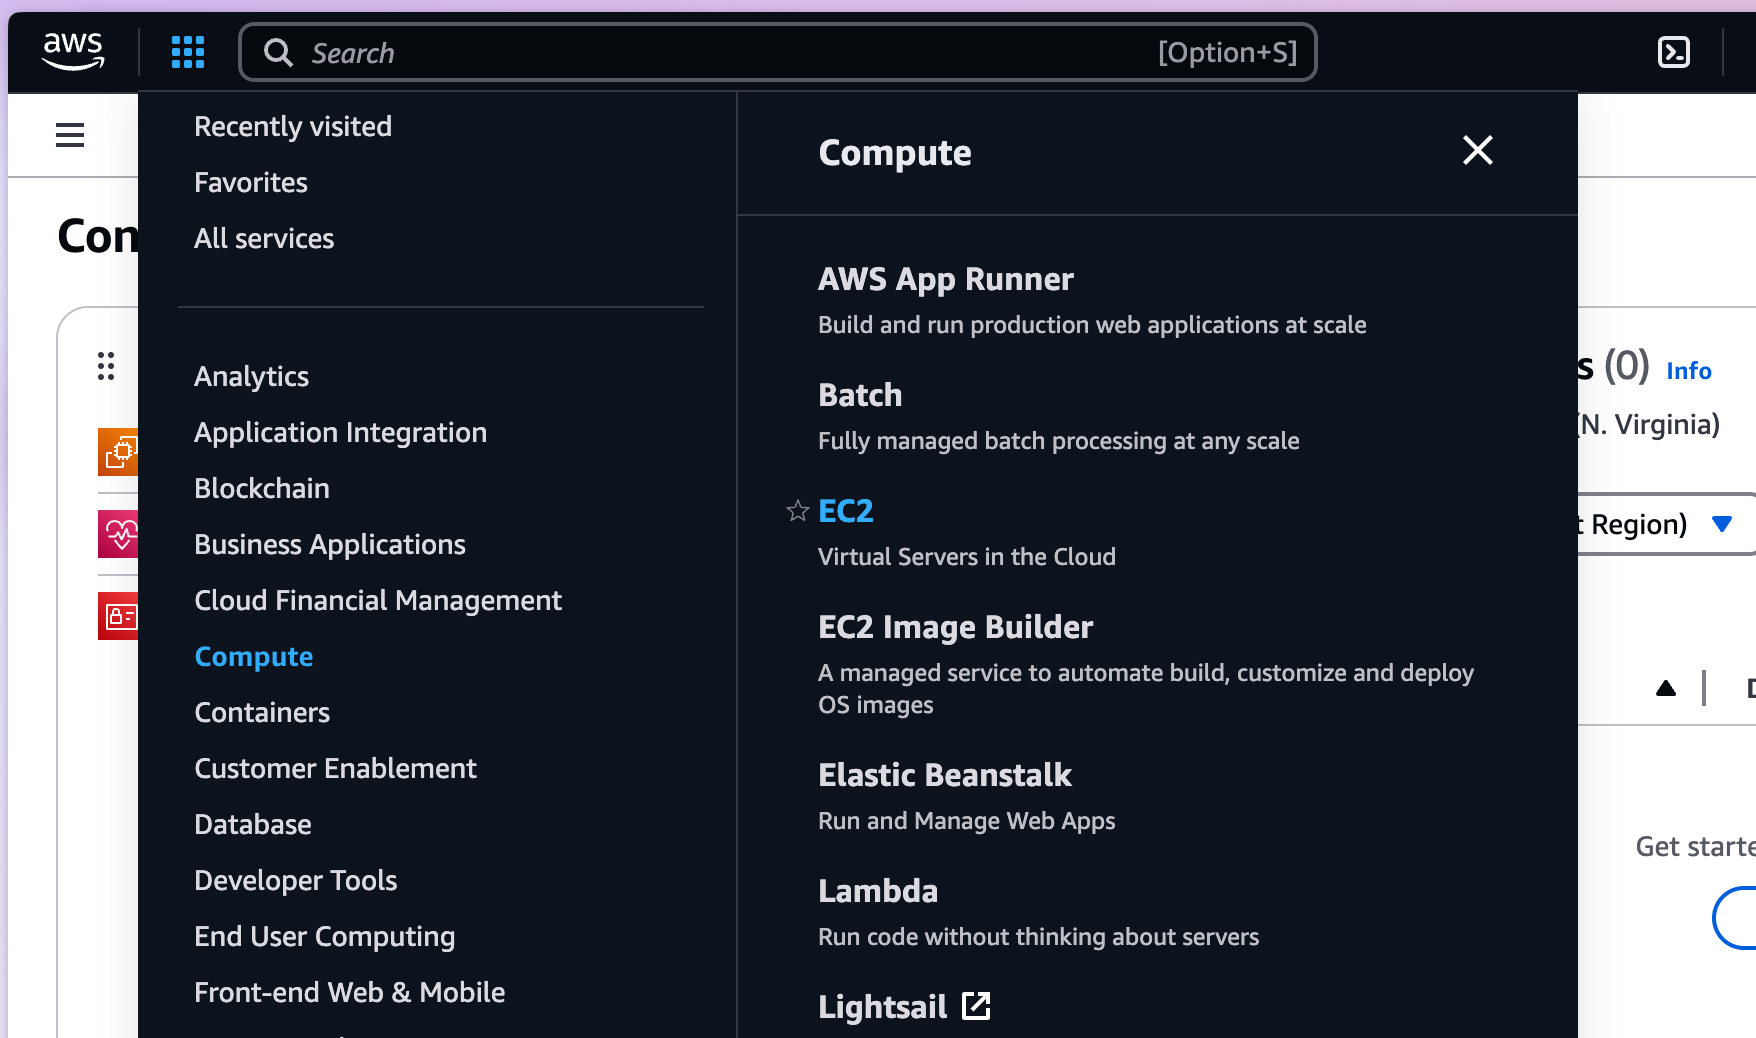 aws
Search
[Option+S]
Recently visited
Favorites
All services
Analytics
Application Integration
Blockchain
Business Applications
Cloud Financial Management
Compute
Containers
Customer Enablement
Database
Developer Tools
End User Computing
Front-end Web & Mobile
Compute
AWS App Runner
Build and run production web applications at scale
Batch
Fully managed batch processing at any scale
EC2
Virtual Servers in the Cloud
EC2 Image Builder
A managed service to automate build, customize and deploy
OS images
Elastic Beanstalk
Run and Manage Web Apps
Lambda
Run code without thinking about servers
Lightsail
Con
s (0) Info
(N. Virginia)
t Region)
Get starte